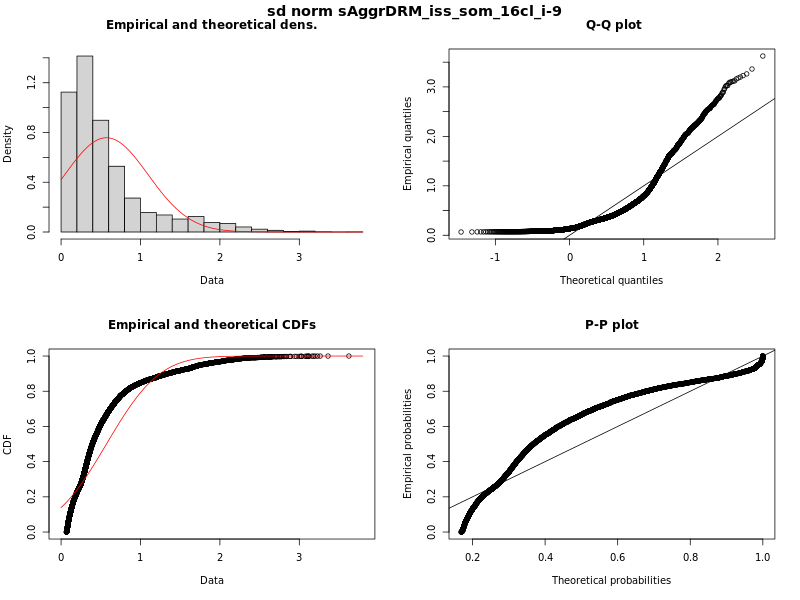 sd norm sAggrDRM_iss_som_16cl_i-9
Empirical and theoretical dens.
Density
0.0 0.4 0.8 1.2
0 1 2 3
Data
Q-Q plot
Empirical quantiles
0.0 1.0 2.0 3.0
-1 0 1 2
Theoretical quantiles
Empirical and theoretical CDFs
CDF
0.0 0.2 0.4 0.6 0.8 1.0
0 1 2 3
Data
P-P plot
Empirical probabilities
0.0 0.2 0.4 0.6 0.8 1.0
0.2 0.4 0.6 0.8 1.0
Theoretical probabilities